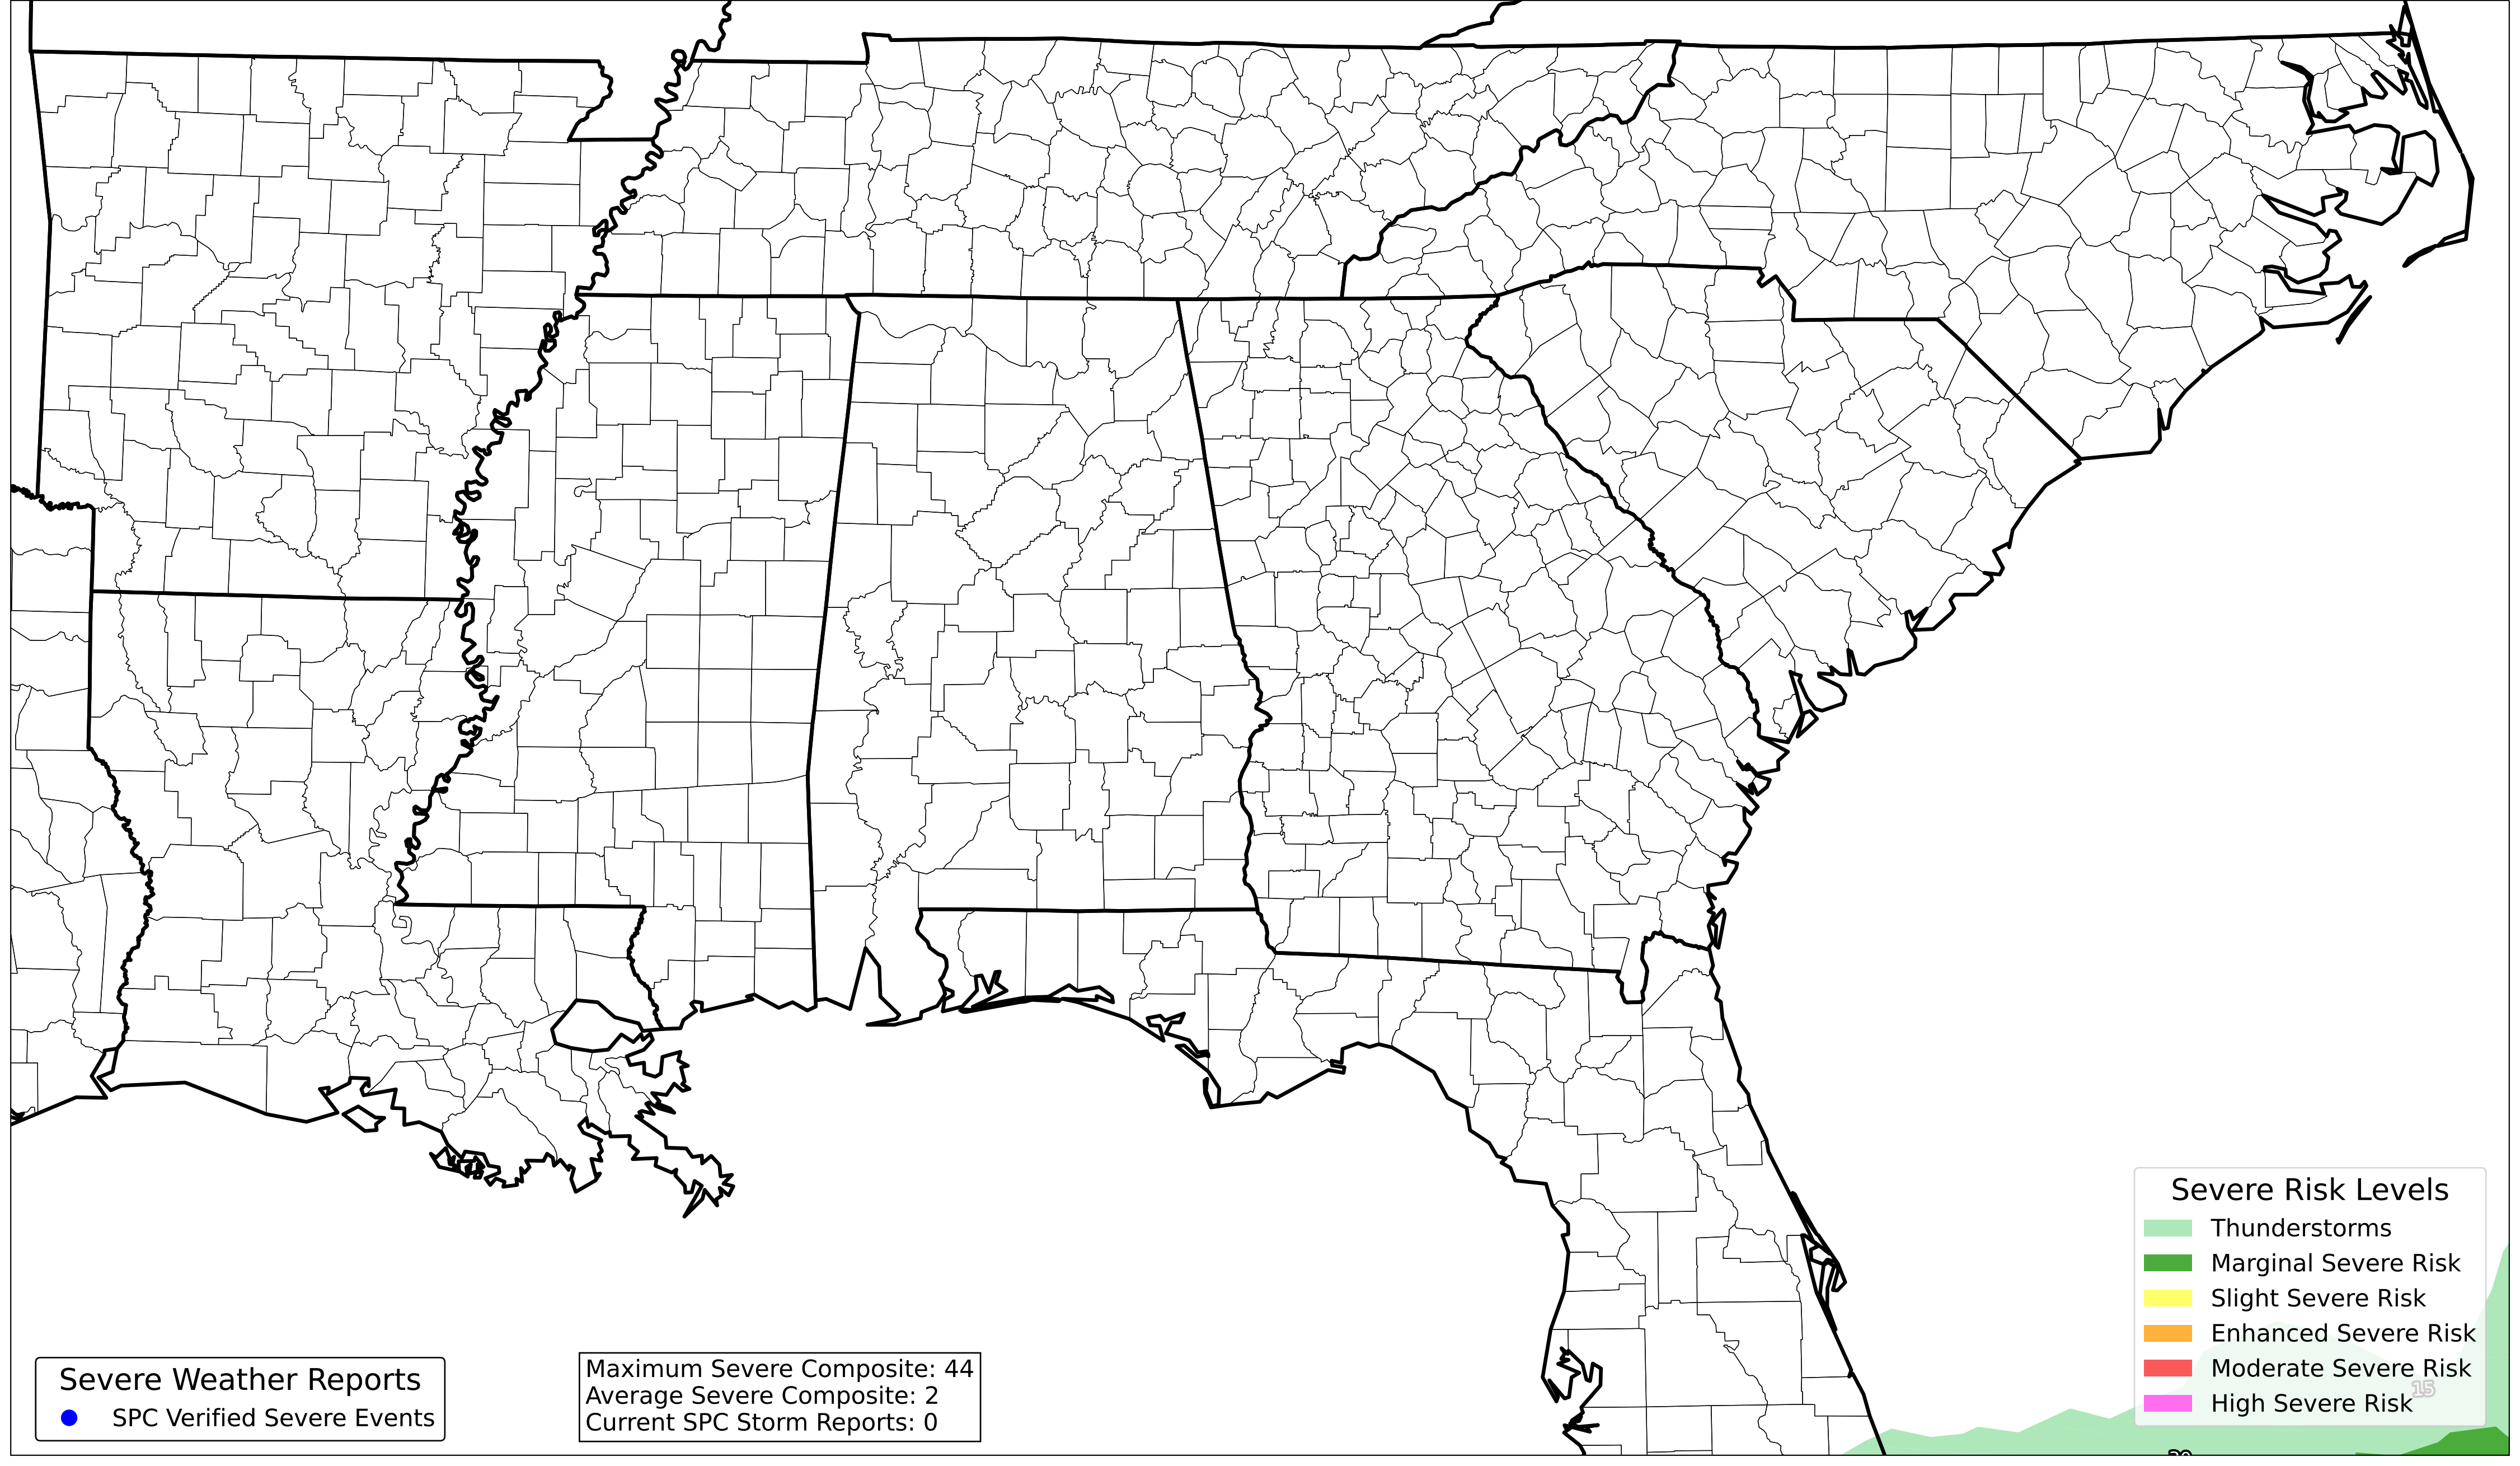 Severe Risk Levels
Thunderstorms
Marginal Severe Risk
Slight Severe Risk
Enhanced Severe Risk
Moderate Severe Risk
High Severe Risk
15
Severe Weather Reports
SPC Verified Severe Events
Maximum Severe Composite: 44
Average Severe Composite: 2
Current SPC Storm Reports: 0